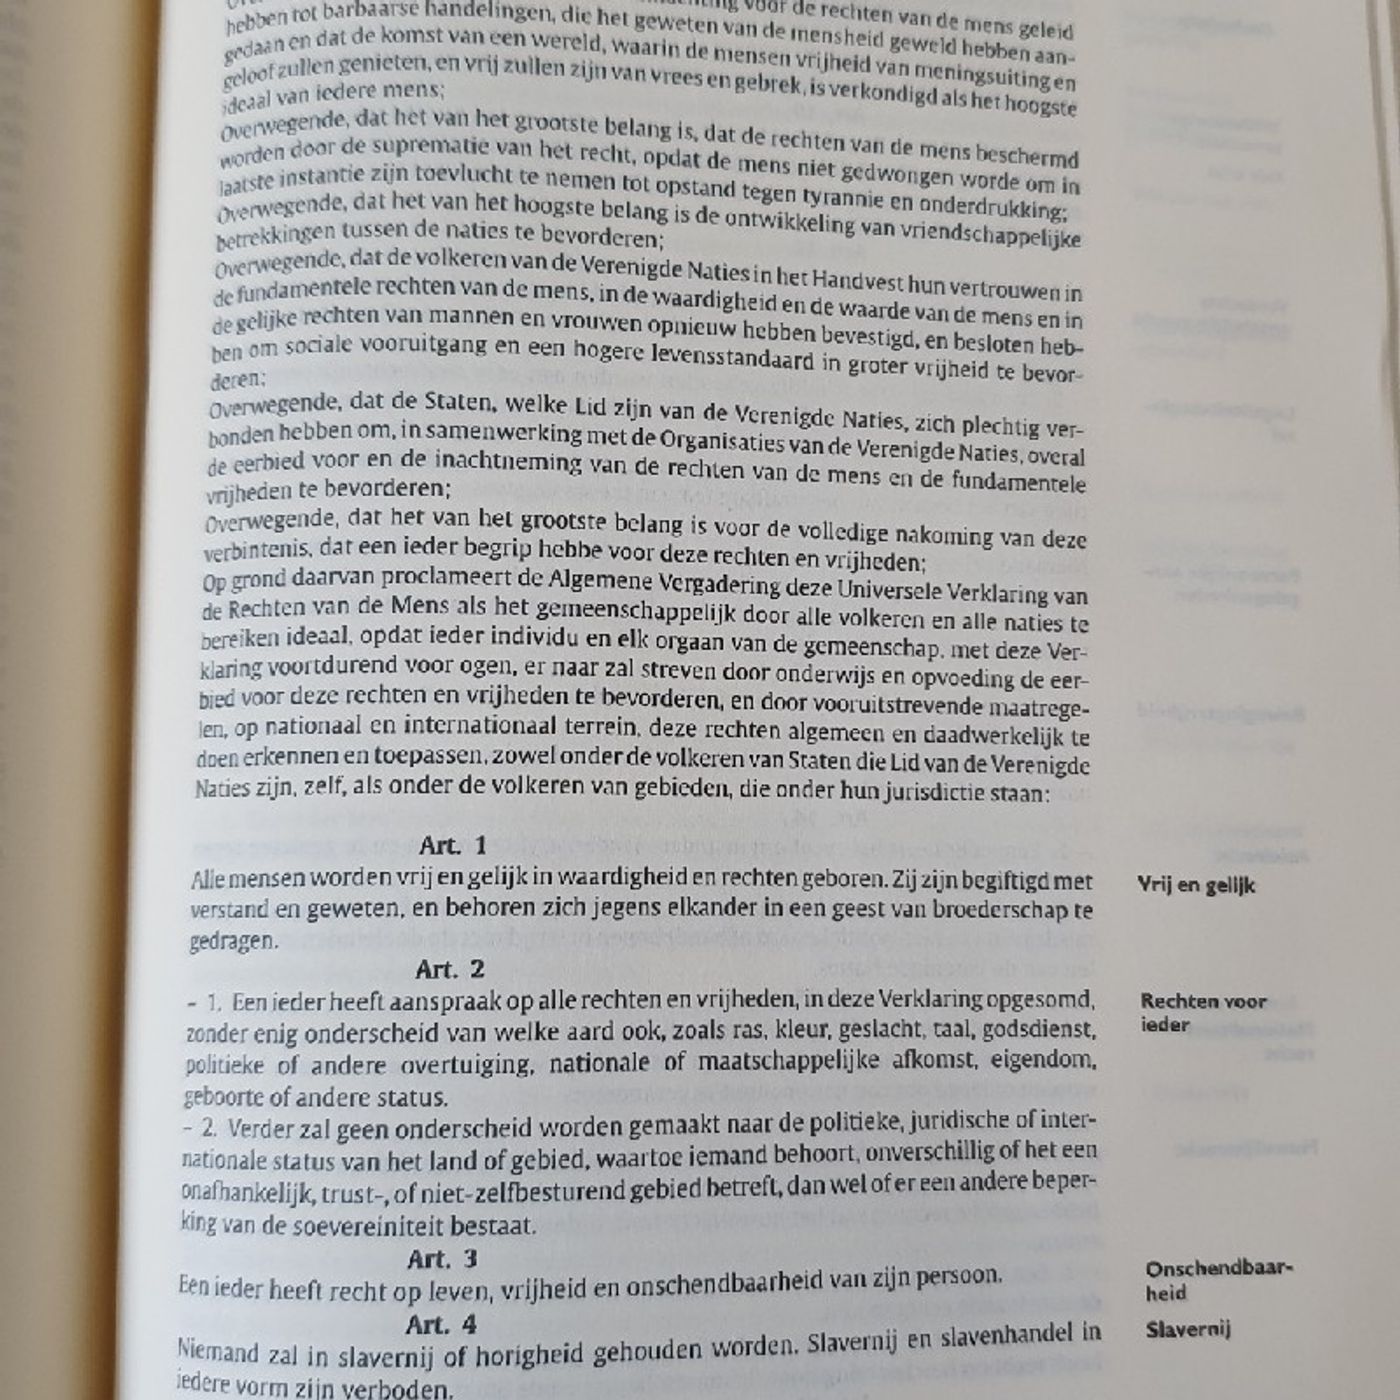 voor de rechten van de mens geleid
hebben tot barbaarse handelingen, die het geweten van de mensheid geweld hebben aan-
gedaan en dat de komst van een wereld, waarin de mensen vrijheid van meningsuiting en
geloof zullen genieten, en vrij zullen zijn van vrees en gebrek, is verkondigd als het hoogste
ideaal van iedere mens;
Overwegende, dat het van het grootste belang is, dat de rechten van de mens beschermd
worden door de suprematie van het recht, opdat de mens niet gedwongen worde om in
laatste instantie zijn toevlucht te nemen tot opstand tegen tyrannie en onderdrukking;
Overwegende, dat het van het hoogste belang is de ontwikkeling van vriendschappelijke
betrekkingen tussen de naties te bevorderen;
Overwegende, dat de volkeren van de Verenigde Naties in het Handvest hun vertrouwen in
de fundamentele rechten van de mens, in de waardigheid en de waarde van de mens en in
de gelijke rechten van mannen en vrouwen opnieuw hebben bevestigd, en besloten heb-
ben om sociale vooruitgang en een hogere levensstandaard in groter vrijheid te bevor-
deren;
Overwegende, dat de Staten, welke Lid zijn van de Verenigde Naties, zich plechtig ver-
bonden hebben om, in samenwerking met de Organisaties van de Verenigde Naties, overal
de eerbied voor en de inachtneming van de rechten van de mens en de fundamentele
vrijheden te bevorderen;
Overwegende, dat het van het grootste belang is voor de volledige nakoming van deze
verbintenis, dat een ieder begrip hebbe voor deze rechten en vrijheden;
Op grond daarvan proclameert de Algemene Vergadering deze Universele Verklaring van
de Rechten van de Mens als het gemeenschappelijk door alle volkeren en alle naties te
bereiken ideaal, opdat ieder individu en elk orgaan van de gemeenschap, met deze Ver-
klaring voortdurend voor ogen, er naar zal streven door onderwijs en opvoeding de eer-
bied voor deze rechten en vrijheden te bevorderen, en door vooruitstrevende maatrege-
len, op nationaal en internationaal terrein, deze rechten algemeen en daadwerkelijk te
doen erkennen en toepassen, zowel onder de volkeren van Staten die Lid van de Verenigde
Naties zijn, zelf, als onder de volkeren van gebieden, die onder hun jurisdictie staan:
Art. 1
Alle mensen worden vrij en gelijk in waardigheid en rechten geboren. Zij zijn begiftigd met
Vrij en gelijk
verstand en geweten, en behoren zich jegens elkander in een geest van broederschap te
gedragen.
Art. 2
- 1. Een ieder heeft aanspraak op alle rechten en vrijheden, in deze Verklaring opgesomd,
Rechten voor
ieder
zonder enig onderscheid van welke aard ook, zoals ras, kleur, geslacht, taal, godsdienst,
politieke of andere overtuiging, nationale of maatschappelijke afkomst, eigendom,
geboorte of andere status.
- 2. Verder zal geen onderscheid worden gemaakt naar de politieke, juridische of inter-
nationale status van het land of gebied, waartoe iemand behoort, onverschillig of het een
onafhankelijk, trust-, of niet-zelfbesturend gebied betreft, dan wel of er een andere beper-
king van de soevereiniteit bestaat.
Art. 3
Een ieder heeft recht op leven, vrijheid en onschendbaarheid van zijn persoon.
Onschendbaar-
heid
Art. 4
Niemand zal in slavernij of horigheid gehouden worden. Slavernij en slavenhandel in
Slavernij
iedere vorm zijn verboden.